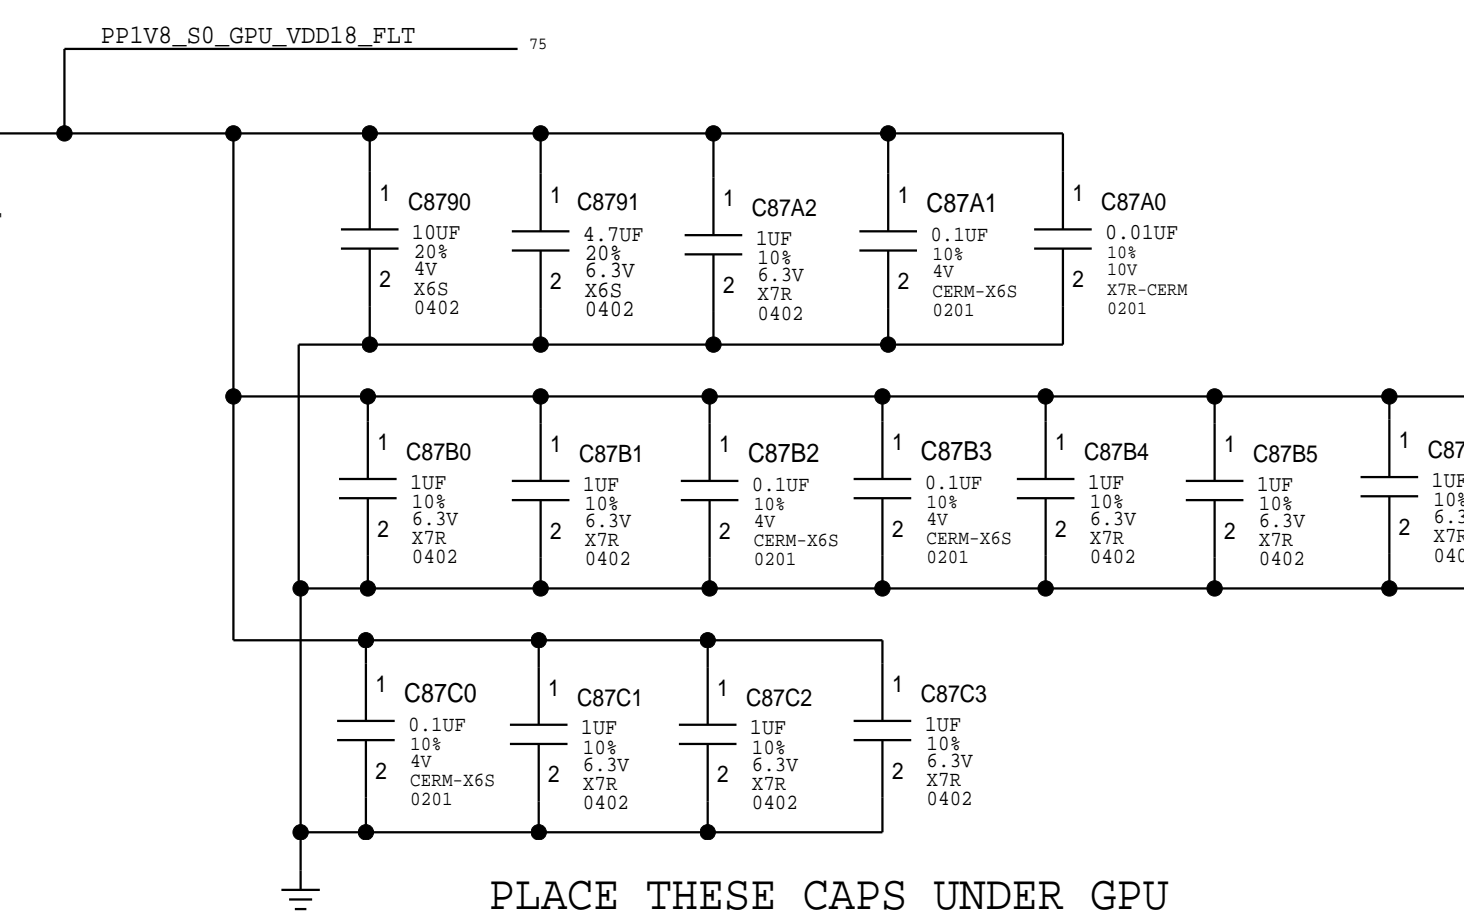 PP1V8_S0_GPU_VDD18_FLT 75
1 C8790
10UF
20%
4V
2 X6S
0402
1 C8791
4.7UF
20%
6.3V
2 X6S
0402
1 C87A2
1UF
10%
6.3V
2 X7R
0402
1 C87A1
0.1UF
10%
4V
2 CERM-X6S
0201
1 C87A0
0.01UF
10%
10V
2 X7R-CERM
0201
1 C87B0
1UF
10%
6.3V
2 X7R
0402
1 C87B1
1UF
10%
6.3V
2 X7R
0402
1 C87B2
0.1UF
10%
4V
2 CERM-X6S
0201
1 C87B3
0.1UF
10%
4V
2 CERM-X6S
0201
1 C87B4
1UF
10%
6.3V
2 X7R
0402
1 C87B5
1UF
10%
6.3V
2 X7R
0402
1 C87
1UF
10%
6.3
2 X7R
040
1 C87C0
0.1UF
10%
4V
2 CERM-X6S
0201
1 C87C1
1UF
10%
6.3V
2 X7R
0402
1 C87C2
1UF
10%
6.3V
2 X7R
0402
1 C87C3
1UF
10%
6.3V
2 X7R
0402
PLACE THESE CAPS UNDER GPU